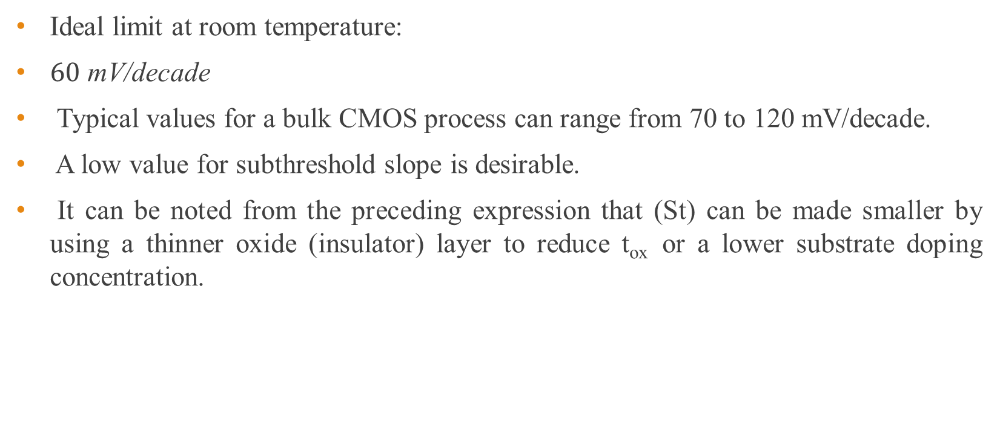 • Ideal limit at room temperature:
• 60 mV/decade
• Typical values for a bulk CMOS process can range from 70 to 120 mV/decade.
• A low value for subthreshold slope is desirable.
• It can be noted from the preceding expression that (St) can be made smaller by
using a thinner oxide (insulator) layer to reduce tox or a lower substrate doping
concentration.